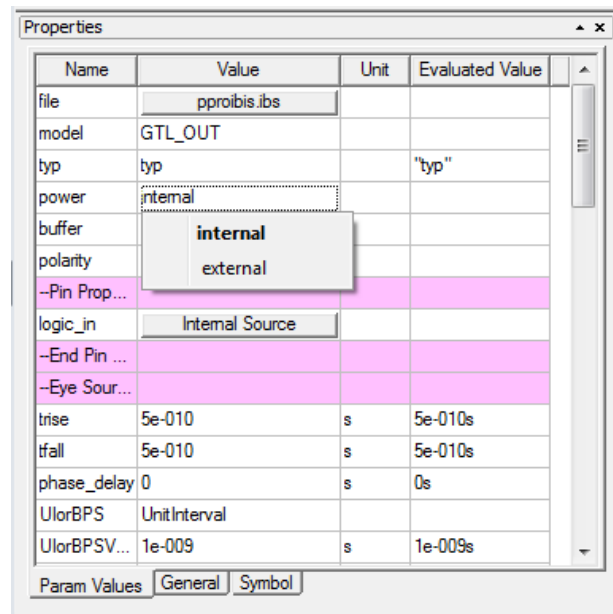 Properties
Name Value Unit Evaluated Value
file pproibis.ibs
model GTL_OUT
typ typ "typ"
power internal
buffer internal
polarity external
--Pin Prop...
logic_in Internal Source
--End Pin ...
--Eye Sour...
trise 5e-010 s 5e-010s
tfall 5e-010 s 5e-010s
phase_delay 0 s 0s
UIorBPS UnitInterval
UIorBPSV... 1e-009 s 1e-009s
Param Values General Symbol